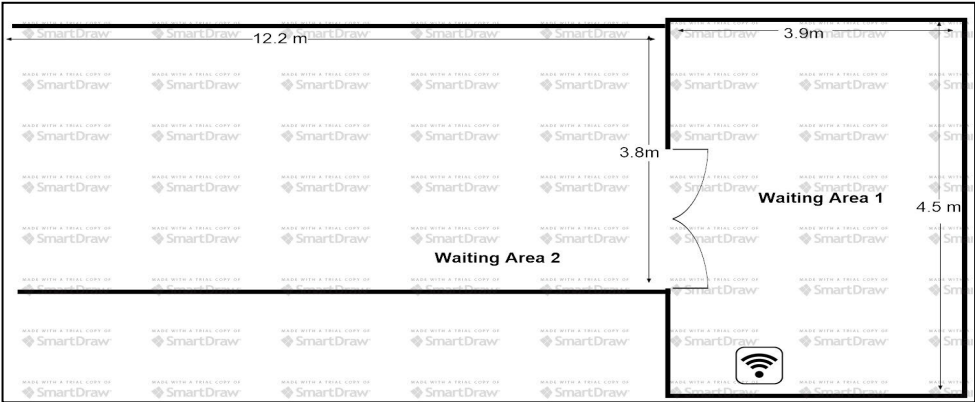 12.2 m
3.9m
3.8m
Waiting Area 1
4.5 m
Waiting Area 2
MADE WITH A TRIAL COPY OF
SmartDraw